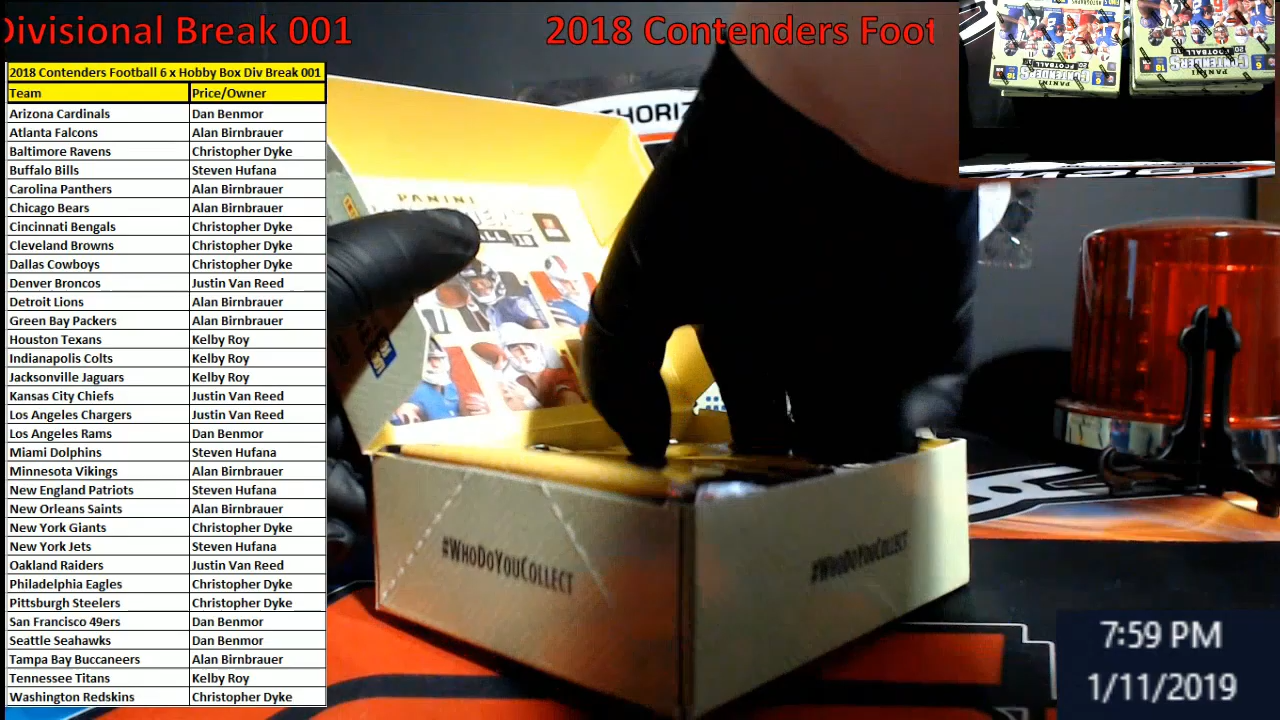 Divisional Break 001
2018 Contenders Foot
2018 Contenders Football 6 x Hobby Box Div Break 001
Team Price/Owner
Arizona Cardinals Dan Benmor
Atlanta Falcons Alan Birnbrauer
Baltimore Ravens Christopher Dyke
Buffalo Bills Steven Hufana
Carolina Panthers Alan Birnbrauer
Chicago Bears Alan Birnbrauer
Cincinnati Bengals Christopher Dyke
Cleveland Browns Christopher Dyke
Dallas Cowboys Christopher Dyke
Denver Broncos Justin Van Reed
Detroit Lions Alan Birnbrauer
Green Bay Packers Alan Birnbrauer
Houston Texans Kelby Roy
Indianapolis Colts Kelby Roy
Jacksonville Jaguars Kelby Roy
Kansas City Chiefs Justin Van Reed
Los Angeles Chargers Justin Van Reed
Los Angeles Rams Dan Benmor
Miami Dolphins Steven Hufana
Minnesota Vikings Alan Birnbrauer
New England Patriots Steven Hufana
New Orleans Saints Alan Birnbrauer
New York Giants Christopher Dyke
New York Jets Steven Hufana
Oakland Raiders Justin Van Reed
Philadelphia Eagles Christopher Dyke
Pittsburgh Steelers Christopher Dyke
San Francisco 49ers Dan Benmor
Seattle Seahawks Dan Benmor
Tampa Bay Buccaneers Alan Birnbrauer
Tennessee Titans Kelby Roy
Washington Redskins Christopher Dyke
THORIZ
PANINI
18
#WHODOYOUCOLLECT
#WHODOYOUCOLLECT
PANINI
CONTENDERS
FOOTBALL
7:59 PM
1/11/2019